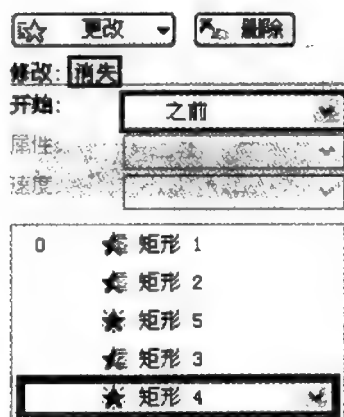 更改 删除
修改: 消失
开始: 之前
属性:
速度:
0 矩形 1
矩形 2
矩形 5
矩形 3
矩形 4